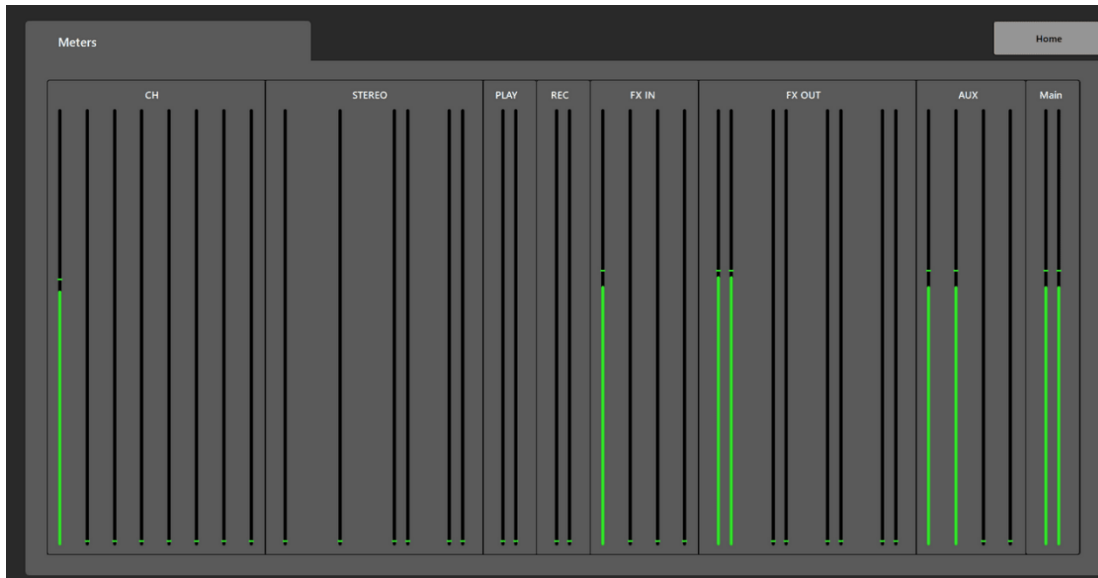 Meters
Home
CH
STEREO
PLAY
REC
FX IN
FX OUT
AUX
Main